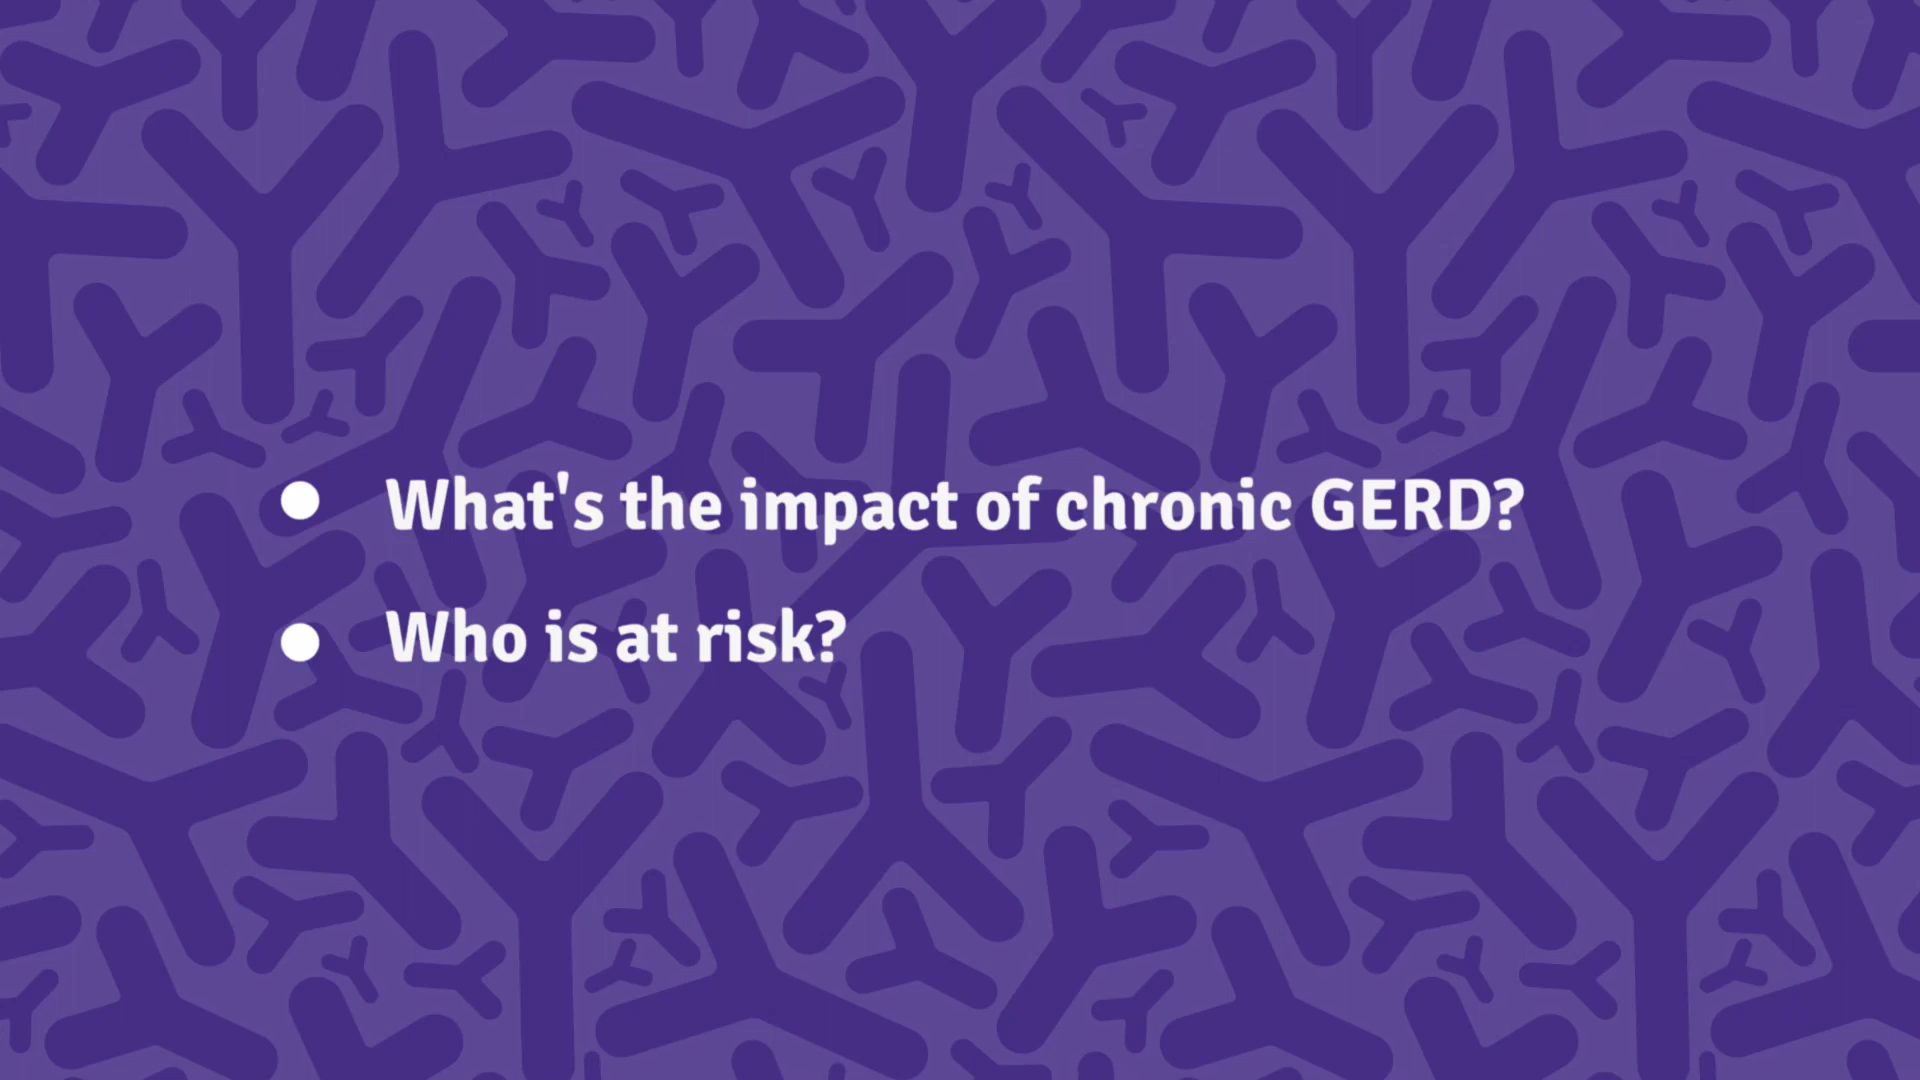 What's the impact of chronic GERD?
Who is at risk?